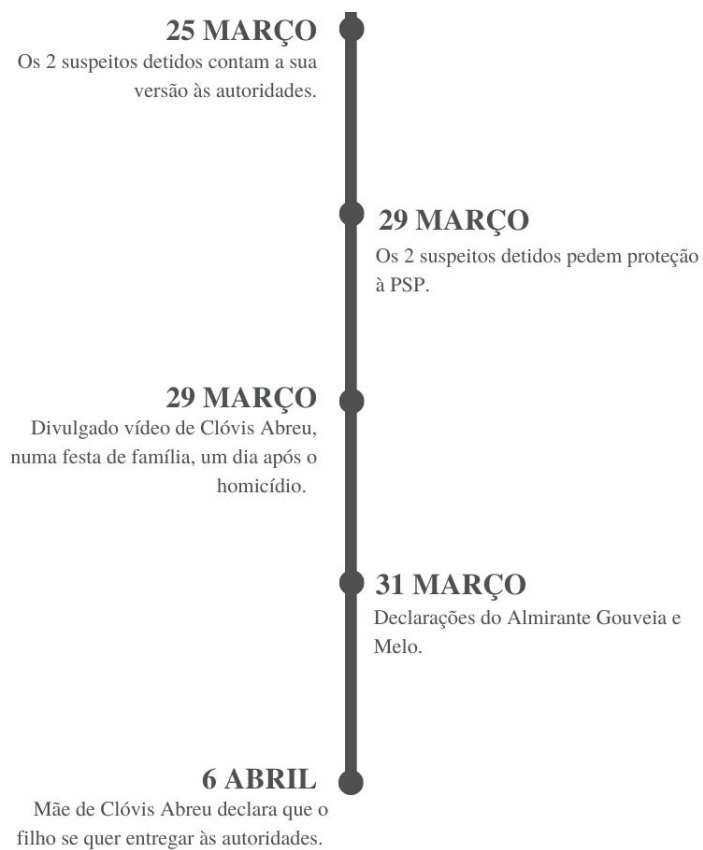 25 MARÇO
Os 2 suspeitos detidos contam a sua
versão às autoridades.
29 MARÇO
Os 2 suspeitos detidos pedem proteção
à PSP.
29 MARÇO
Divulgado vídeo de Clóvis Abreu,
numa festa de família, um dia após o
homicídio.
31 MARÇO
Declarações do Almirante Gouveia e
Melo.
6 ABRIL
Mãe de Clóvis Abreu declara que o
filho se quer entregar às autoridades.